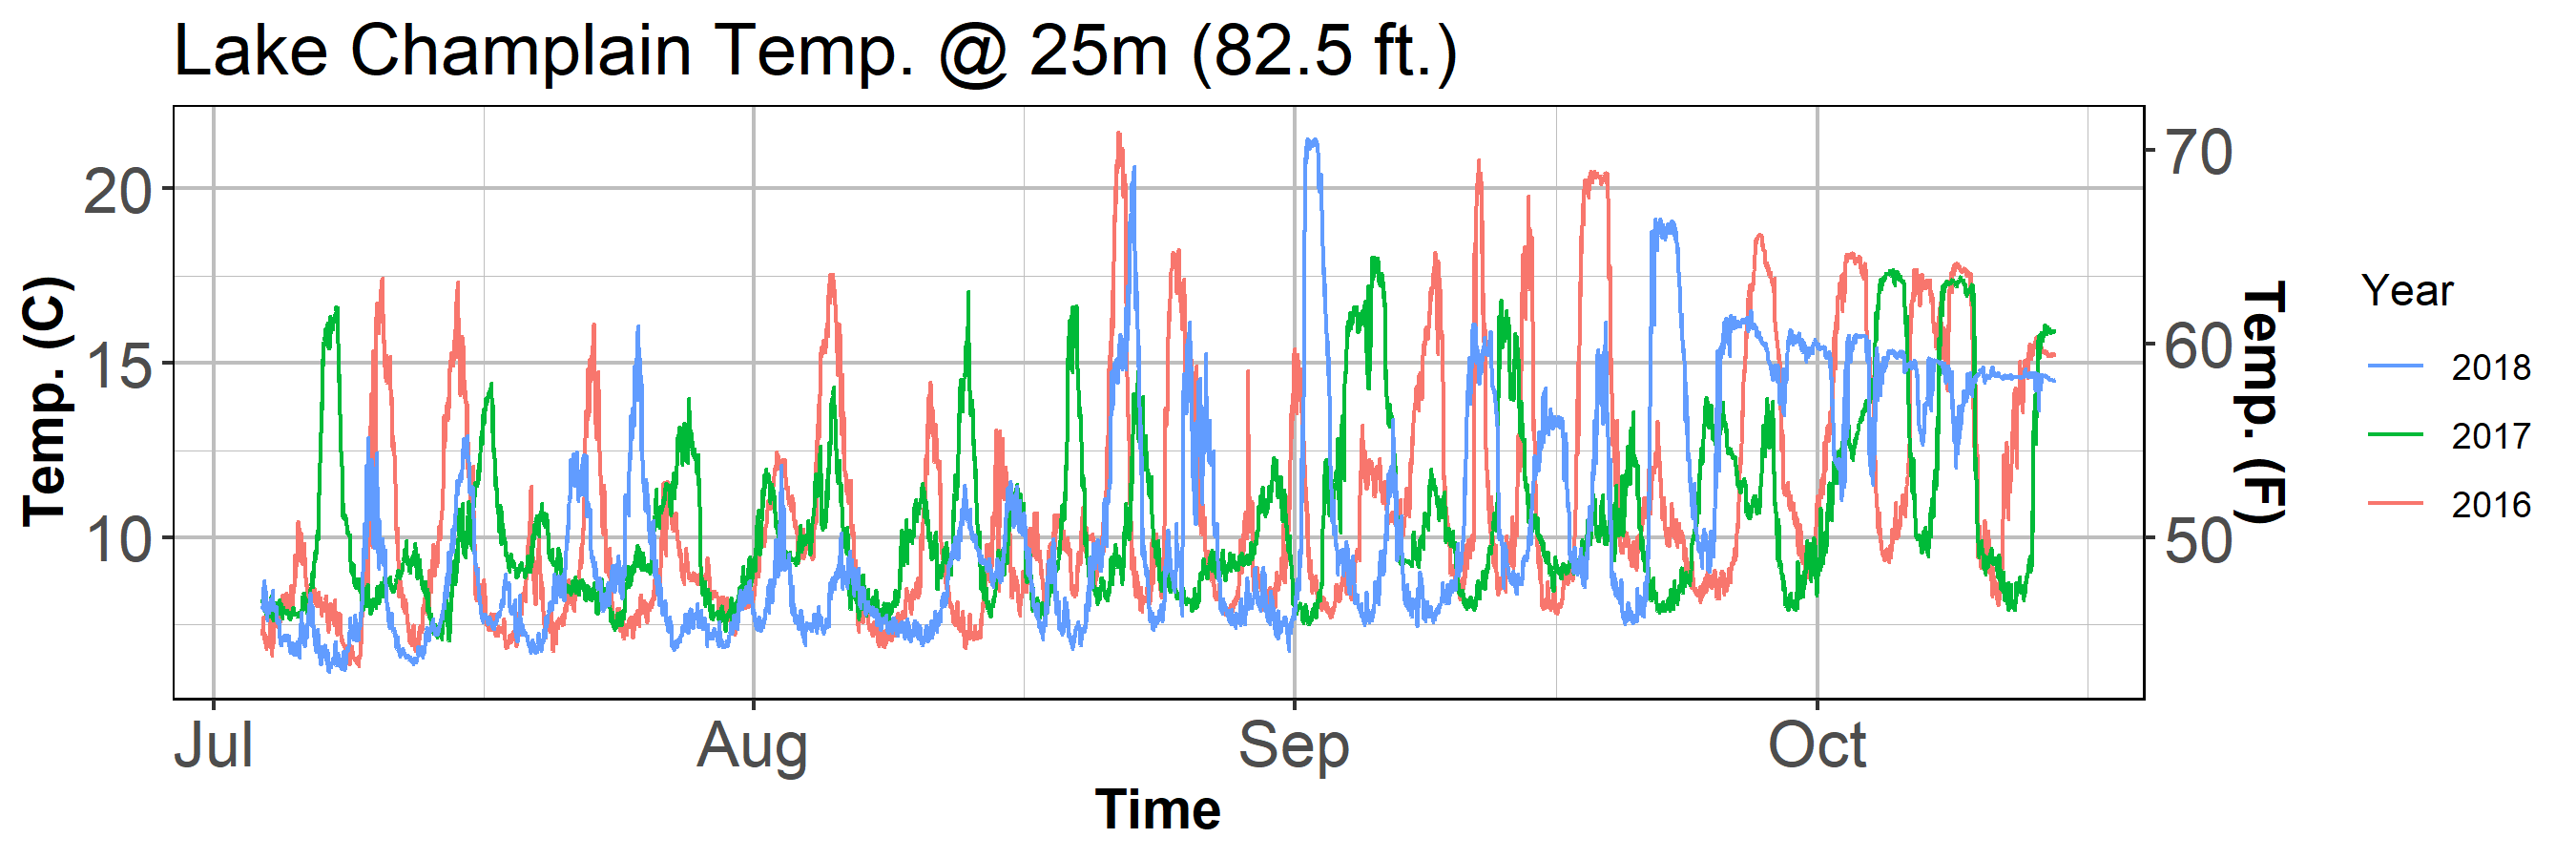 Lake Champlain Temp. @ 25m (82.5 ft.)
Temp. (C)
20
15
10
70
60
50
Temp. (F)
Jul Aug Sep Oct
Time
Year
2018
2017
2016